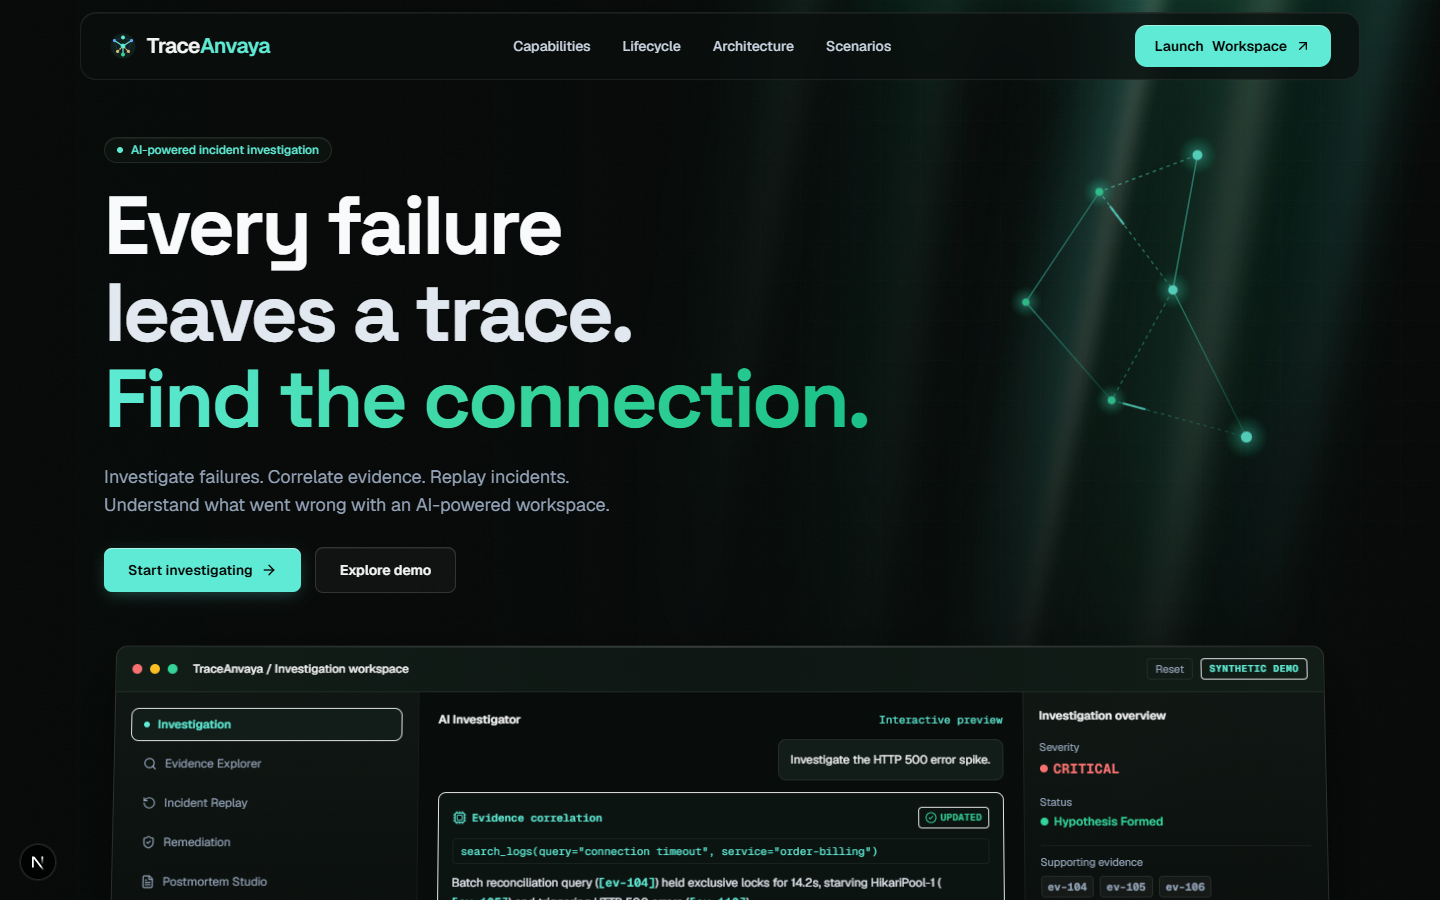 TraceAnvaya
Capabilities
Lifecycle
Architecture
Scenarios
Launch Workspace
AI-powered incident investigation
Every failure
leaves a trace.
Find the connection.
Investigate failures. Correlate evidence. Replay incidents.
Understand what went wrong with an AI-powered workspace.
Start investigating
Explore demo
TraceAnvaya / Investigation workspace
Reset
SYNTHETIC DEMO
Investigation
Evidence Explorer
Incident Replay
Remediation
Postmortem Studio
AI Investigator
Interactive preview
Investigate the HTTP 500 error spike.
Evidence correlation
UPDATED
search_logs(query="connection timeout", service="order-billing")
Batch reconciliation query ([ev-104]) held exclusive locks for 14.2s, starving HikariPool-1 (
Investigation overview
Severity
CRITICAL
Status
Hypothesis Formed
Supporting evidence
ev-104
ev-105
ev-106
N